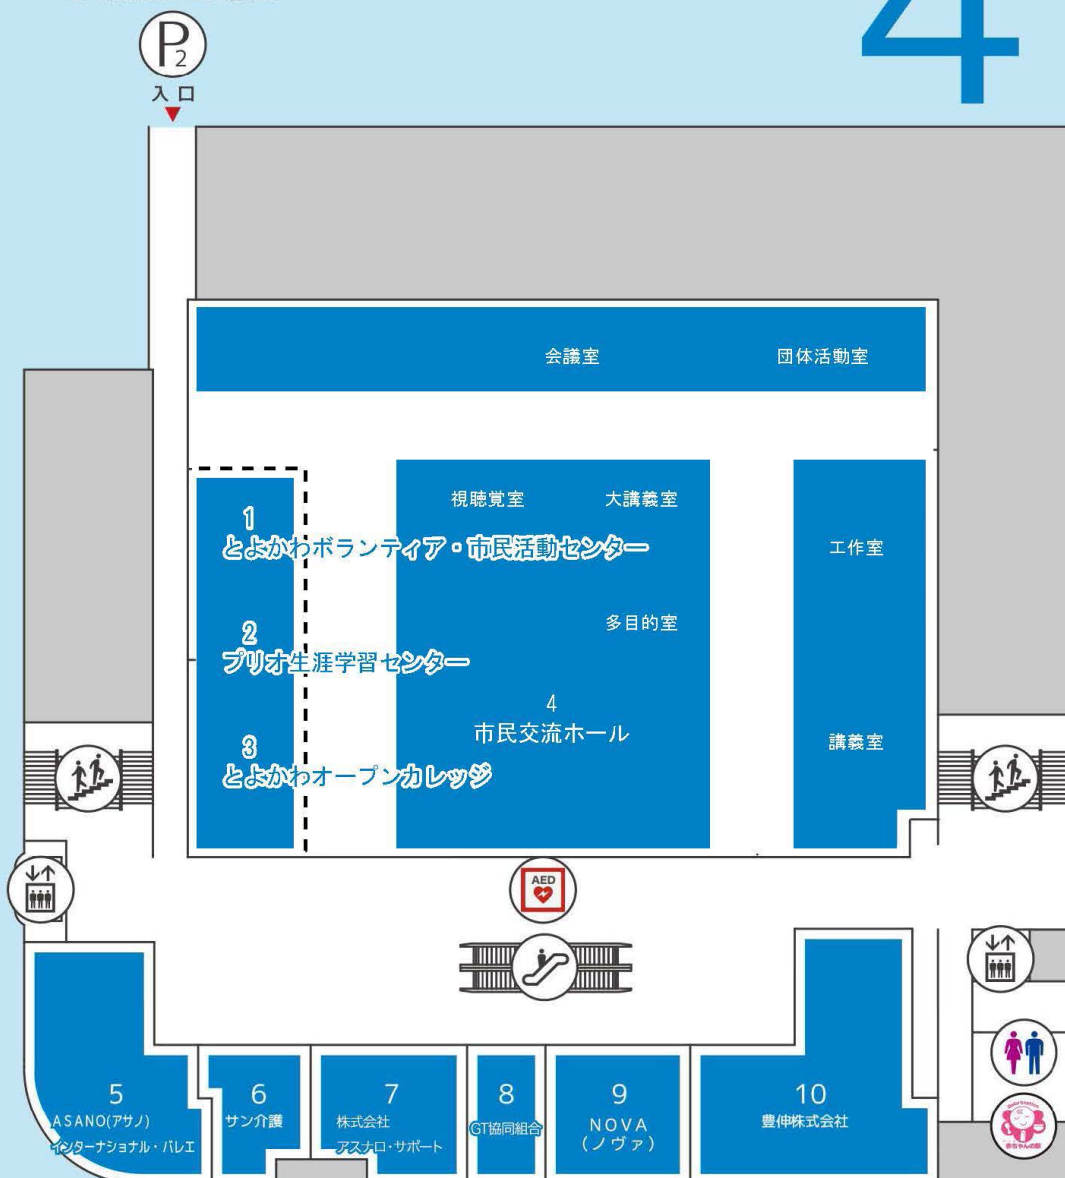 4
P2
入口
会議室
団体活動室
視聴覚室
大講義室
1
とよかわボランティア・市民活動センター
工作室
多目的室
2
プリオ生涯学習センター
4
市民交流ホール
講義室
3
とよかわオープンカレッジ
AED
5
ASANO(アサノ)
インターナショナル・バレエ
6
サン介護
7
株式会社
アスナロ・サポート
8
GT協同組合
9
NOVA
(ノヴァ)
10
豊伸株式会社
赤ちゃんの駅